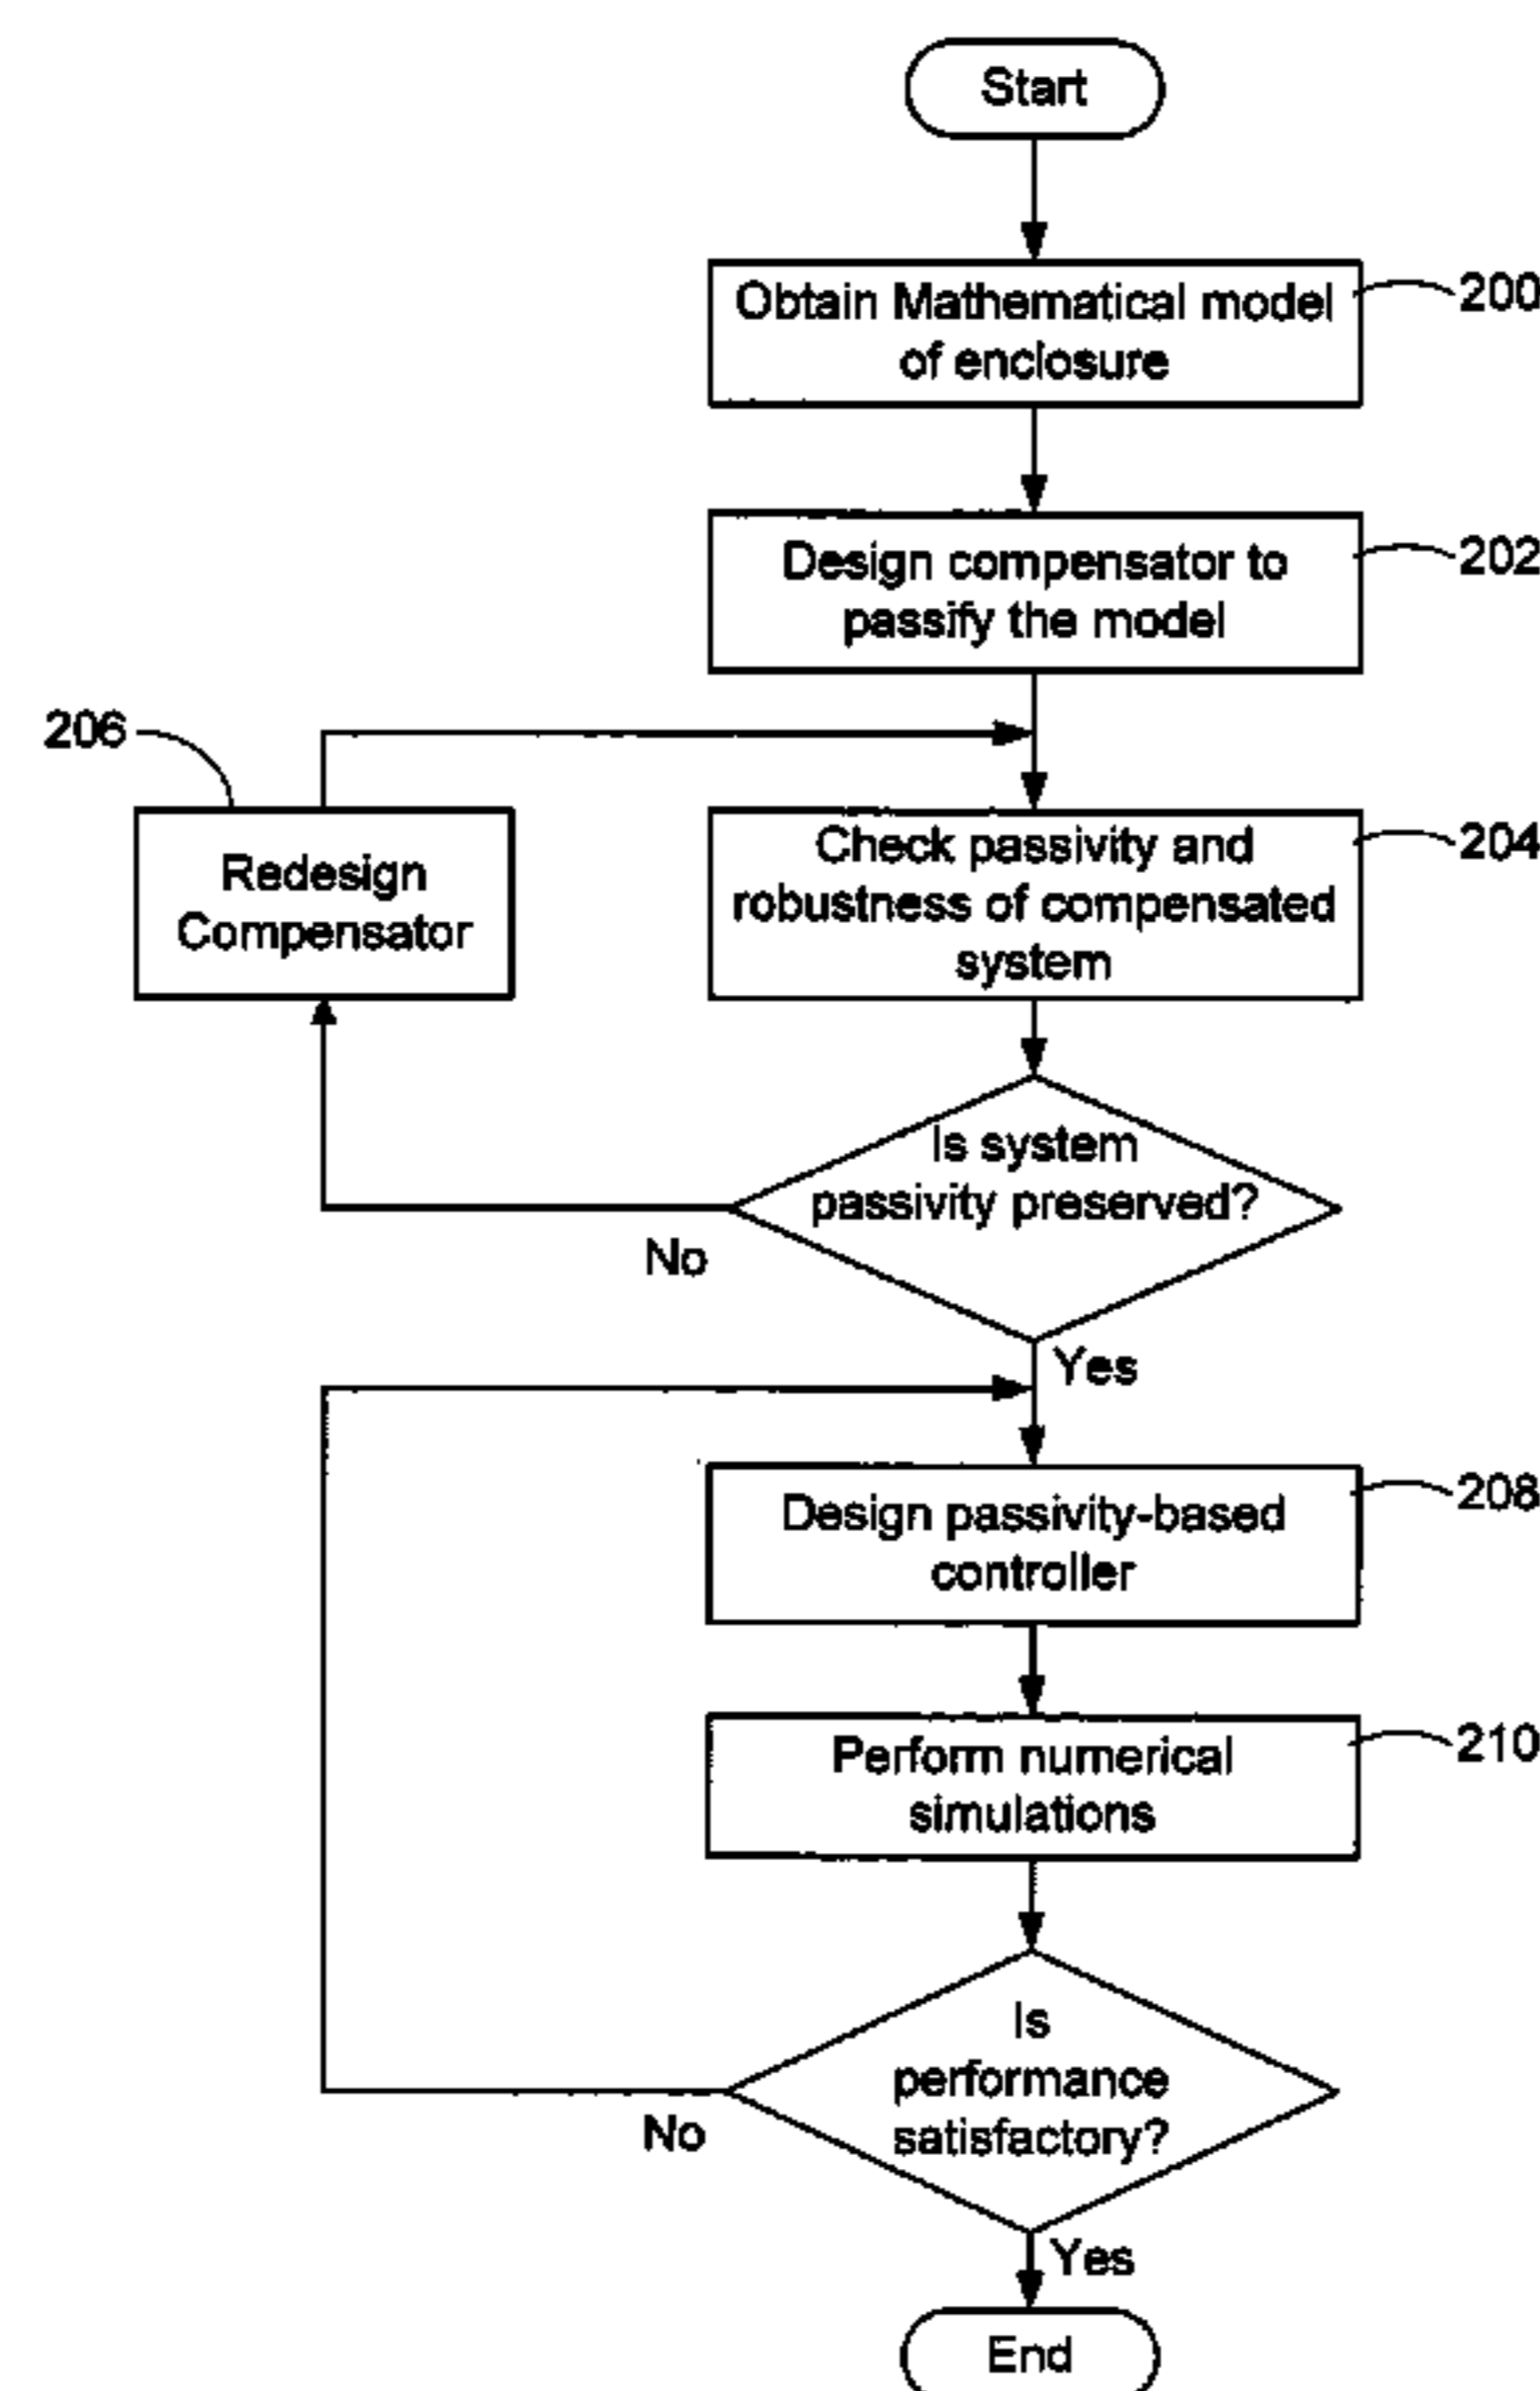 Start
Obtain Mathematical model
of enclosure
200
Design compensator to
passify the model
202
206
Redesign
Compensator
Check passivity and
robustness of compensated
system
204
Is system
passivity preserved?
No
Yes
Design passivity-based
controller
208
Perform numerical
simulations
210
Is
performance
satisfactory?
No
Yes
End